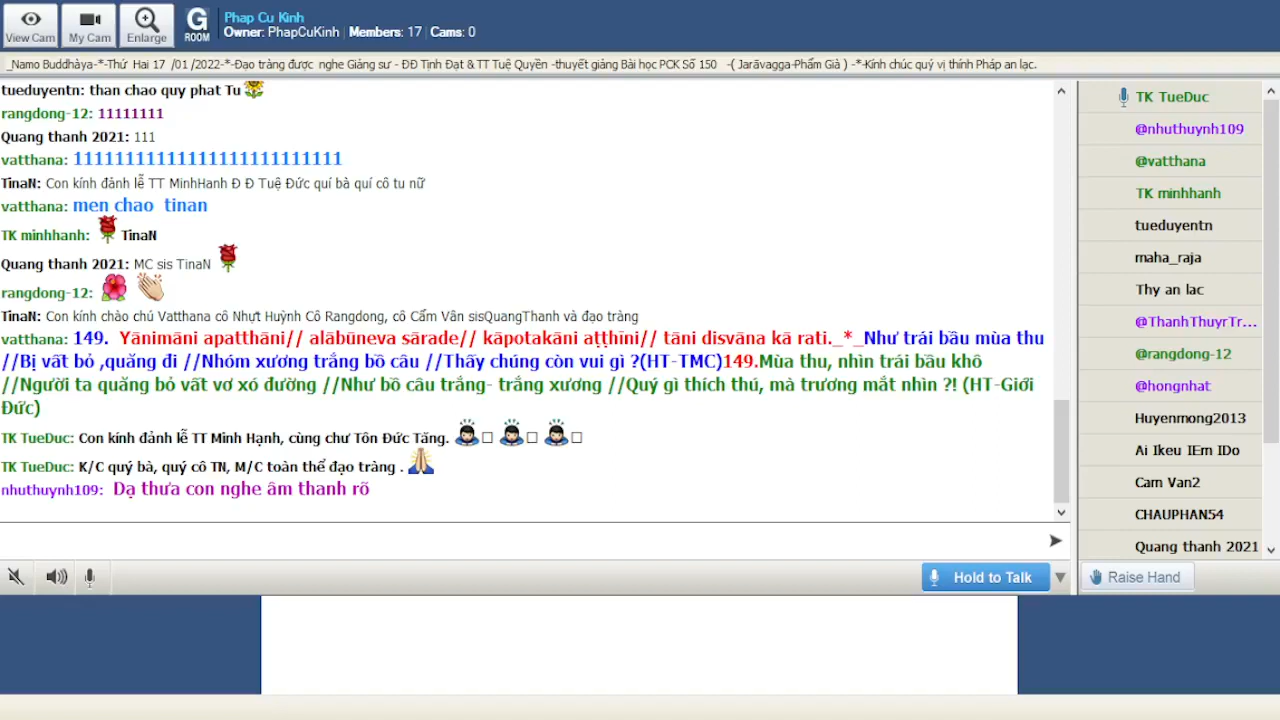 View Cam
My Cam
Enlarge
G
ROOM
Phap Cu Kinh
Owner: PhapCuKinh | Members: 17 | Cams: 0
_Namo Buddhàya-*-Thứ Hai 17 /01 /2022-*-Đạo tràng được nghe Giảng sư - ĐĐ Tịnh Đạt & TT Tuệ Quyền -thuyết giảng Bài học PCK Số 150 -( Jarāvagga-Phẩm Già ) -*-Kính chúc quý vị thính Pháp an lạc.
tueduyentn: than chao quy phat Tu
rangdong-12: 11111111
Quang thanh 2021: 111
vatthana: 11111111111111111111111111
TinaN: Con kính đảnh lễ TT MinhHanh Đ Đ Tuệ Đức quí bà quí cô tu nữ
vatthana: men chao tinan
TK minhhanh: TinaN
Quang thanh 2021: MC sis TinaN
rangdong-12:
TinaN: Con kính chào chú Vatthana cô Nhựt Huỳnh Cô Rangdong, cô Cẩm Vân sisQuangThanh và đạo tràng
vatthana: 149. Yānimāni apatthāni// alābūneva sārade// kāpotakāni aṭṭhīni// tāni disvāna kā rati._*_Như trái bầu mùa thu
//Bị vất bỏ ,quăng đi //Nhóm xương trắng bồ câu //Thấy chúng còn vui gì ?(HT-TMC)149.Mùa thu, nhìn trái bầu khô
//Người ta quăng bỏ vất vơ xó đường //Như bồ câu trắng- trắng xương //Quý gì thích thú, mà trương mắt nhìn ?! (HT-Giới
Đức)
TK TueDuc: Con kính đảnh lễ TT Minh Hạnh, cùng chư Tôn Đức Tăng.
TK TueDuc: K/C quý bà, quý cô TN, M/C toàn thể đạo tràng .
nhuthuynh109: Dạ thưa con nghe âm thanh rõ
Hold to Talk
TK TueDuc
@nhuthuynh109
@vatthana
TK minhhanh
tueduyentn
maha_raja
Thy an lac
@ThanhThuyrTr...
@rangdong-12
@hongnhat
Huyenmong2013
Ai Ikeu IEm IDo
Cam Van2
CHAUPHAN54
Quang thanh 2021
Raise Hand